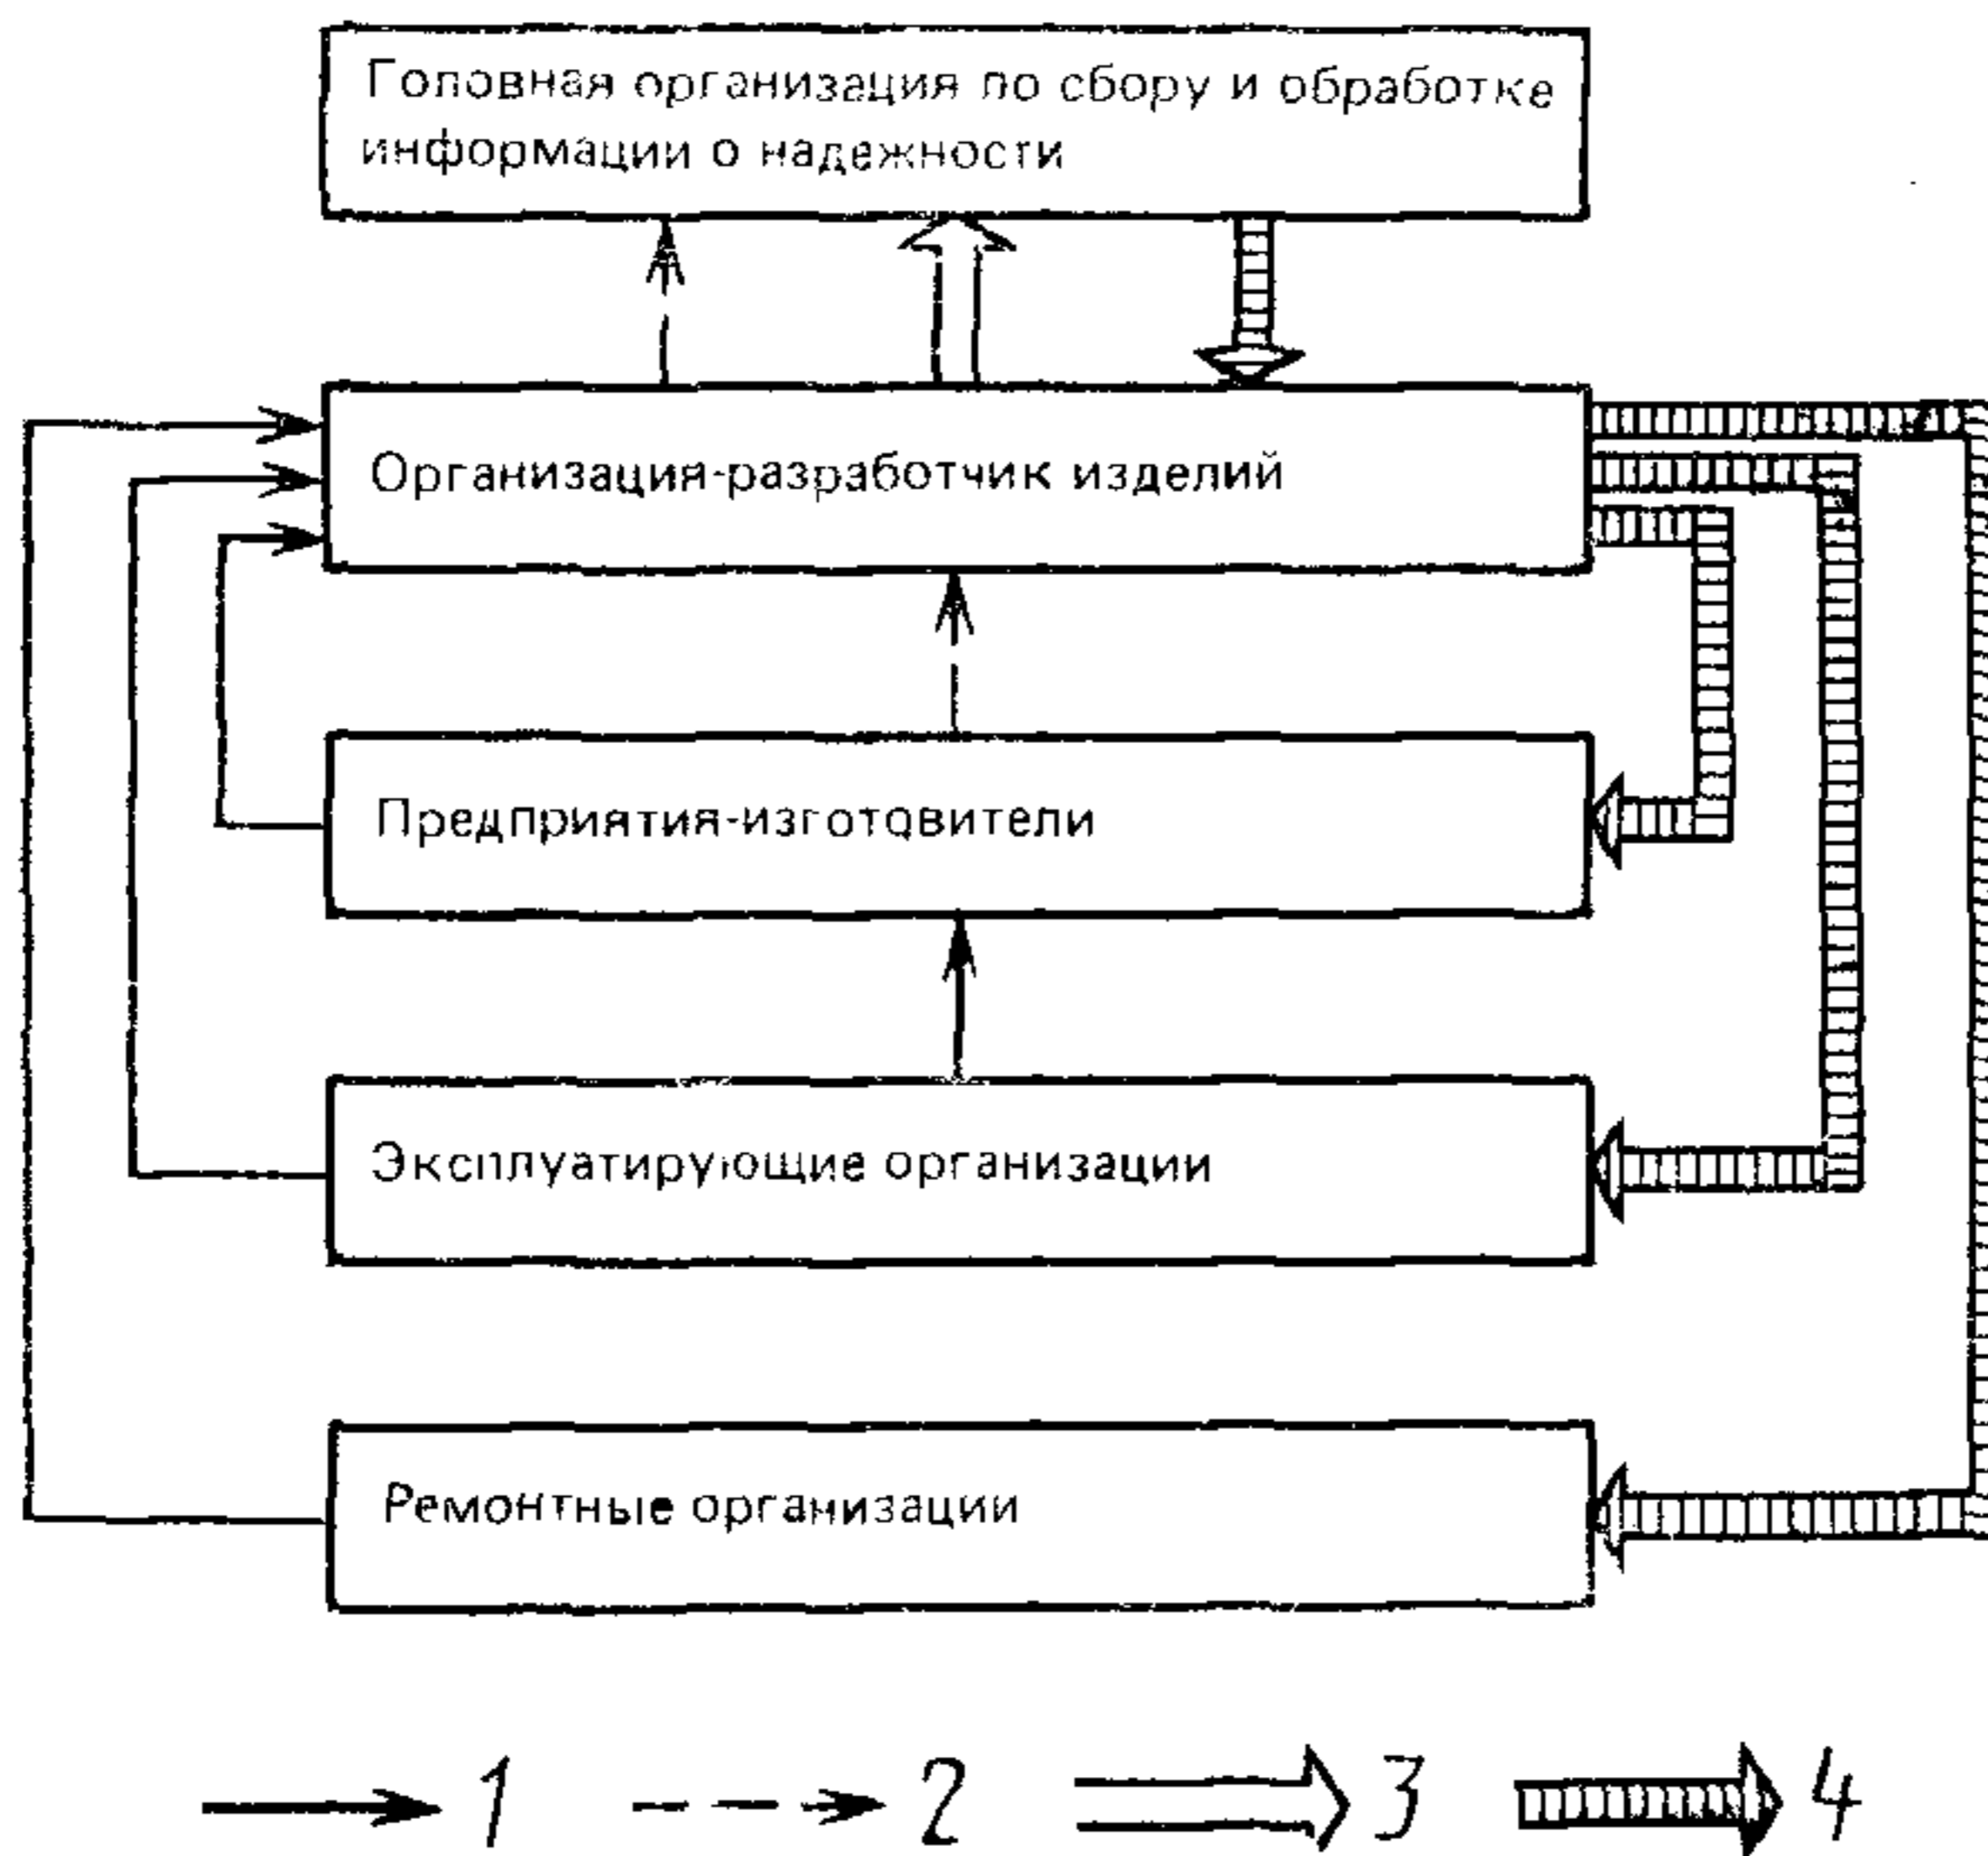 Головная организация по сбору и обработке
информации о надежности
Организация-разработчик изделий
Предприятия-изготовители
Эксплуатирующие организации
Ремонтные организации
1 2 3 4